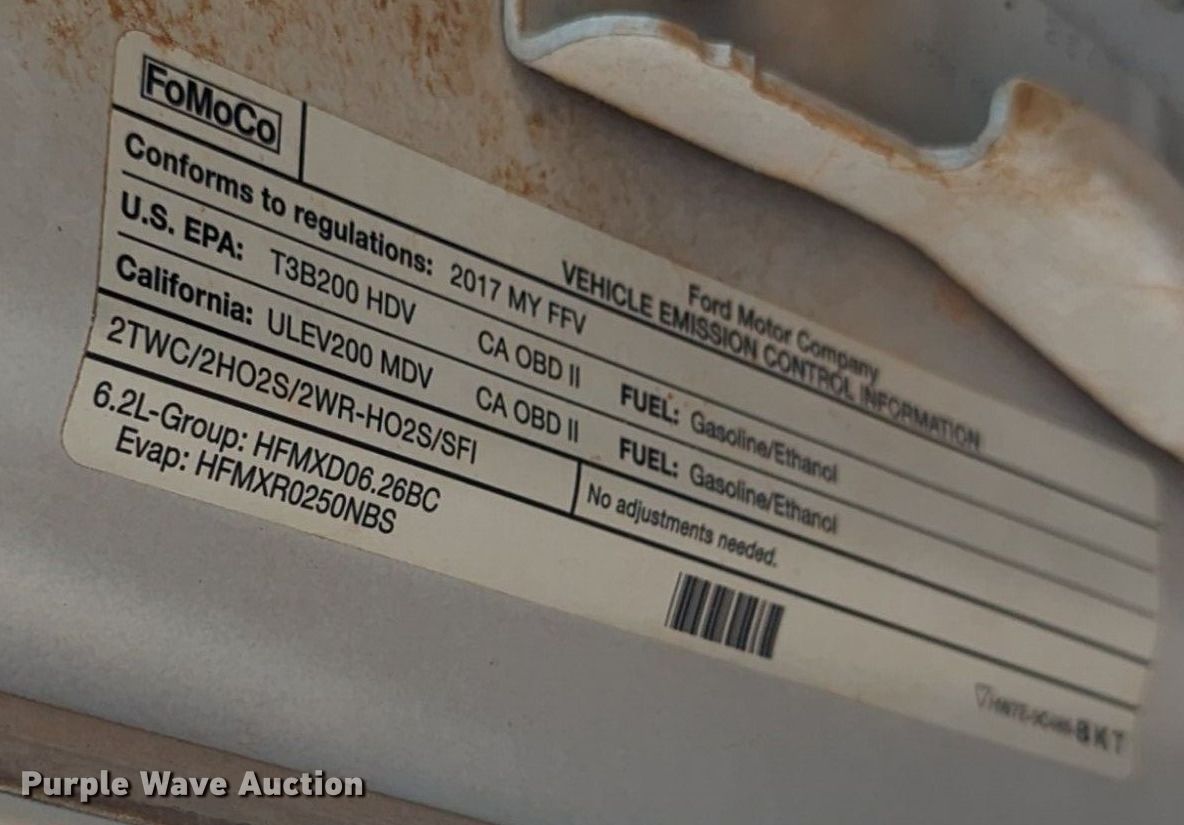 FoMoCo
Ford Motor Company
VEHICLE EMISSION CONTROL INFORMATION
Conforms to regulations: 2017 MY FFV
U.S. EPA: T3B200 HDV CA OBD II FUEL: Gasoline/Ethanol
California: ULEV200 MDV CA OBD II FUEL: Gasoline/Ethanol
2TWC/2HO2S/2WR-HO2S/SFI
No adjustments needed.
6.2L-Group: HFMXD06.26BC
Evap: HFMXR0250NBS
BKT
Purple Wave Auction